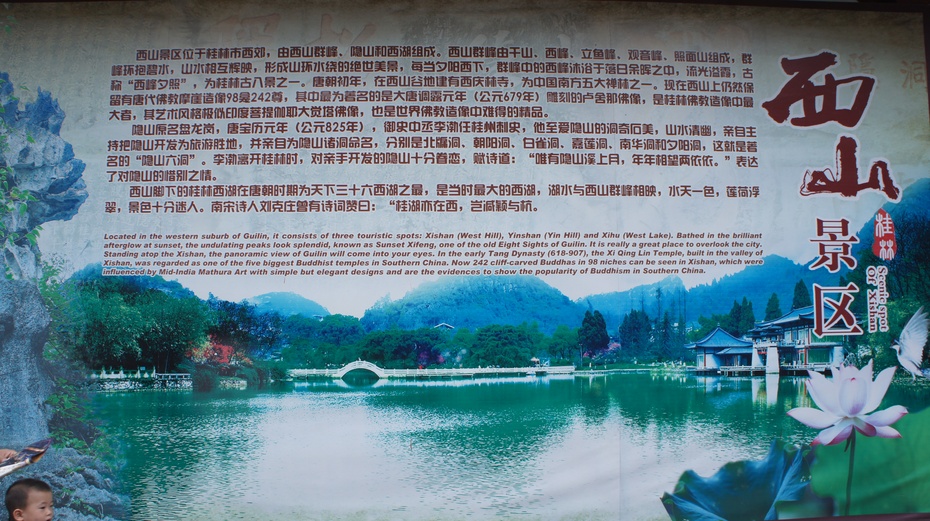 西山景区位于桂林市西郊，由西山群峰、隐山和西湖组成。西山群峰由千山、西峰、立鱼峰、观音峰、照面山组成，群
峰环抱碧水，山水相互辉映，形成山环水绕的绝世美景，每当夕阳西下，群峰中的西峰沐浴于落日余晖之中，流光溢霞，古
称“西峰夕照”，为桂林古八景之一。唐朝初年，在西山谷地建有西庆林寺，为中国南方五大禅林之一。现在西山上仍然保
留有唐代佛教摩崖造像98龛242尊，其中最为著名的是大唐调露元年（公元679年）雕刻的卢舍那佛像，是桂林佛教造像中最
大者，其艺术风格极似印度菩提伽耶大觉塔佛像，也是世界佛教造像中难得的精品。
隐山原名盘龙岗，唐宝历元年（公元825年），御史中丞李渤任桂州刺史，他至爱隐山的洞奇石美，山水清幽，亲自主
持把隐山开发为旅游胜地，并亲自为隐山诸洞品名，分别是北牖洞、朝阳洞、白雀洞、嘉莲洞、南华洞和夕阳洞，这就是著
名的“隐山六洞”。李渤离开桂林时，对亲手开发的隐山十分眷恋，赋诗道：“唯有隐山溪上月，年年相望两依依。”表达
了对隐山的惜别之情。
西山脚下的桂林西湖在唐朝时期为天下三十六西湖之最，是当时最大的西湖，湖水与西山群峰相映，水天一色，莲荷浮
翠，景色十分迷人。南宋诗人刘克庄曾有诗词赞曰：“桂湖亦在西，岂减颖与杭。
Located in the western suburb of Guilin, it consists of three touristic spots: Xishan (West Hill), Yinshan (Yin Hill) and Xihu (West Lake). Bathed in the brilliant
afterglow at sunset, the undulating peaks look splendid, known as Sunset Xifeng, one of the old Eight Sights of Guilin. It is really a great place to overlook the city.
Standing atop the Xishan, the panoramic view of Guilin will come into your eyes. In the early Tang Dynasty (618-907), the Xi Qing Lin Temple, built in the valley of
Xishan, was regarded as one of the five biggest Buddhist temples in Southern China. Now 242 cliff-carved Buddhas in 98 niches can be seen in Xishan, which were
influenced by Mid-India Mathura Art with simple but elegant designs and are the evidences to show the popularity of Buddhism in Southern China.
西山景区
桂林
Scenic spot
of Xishan